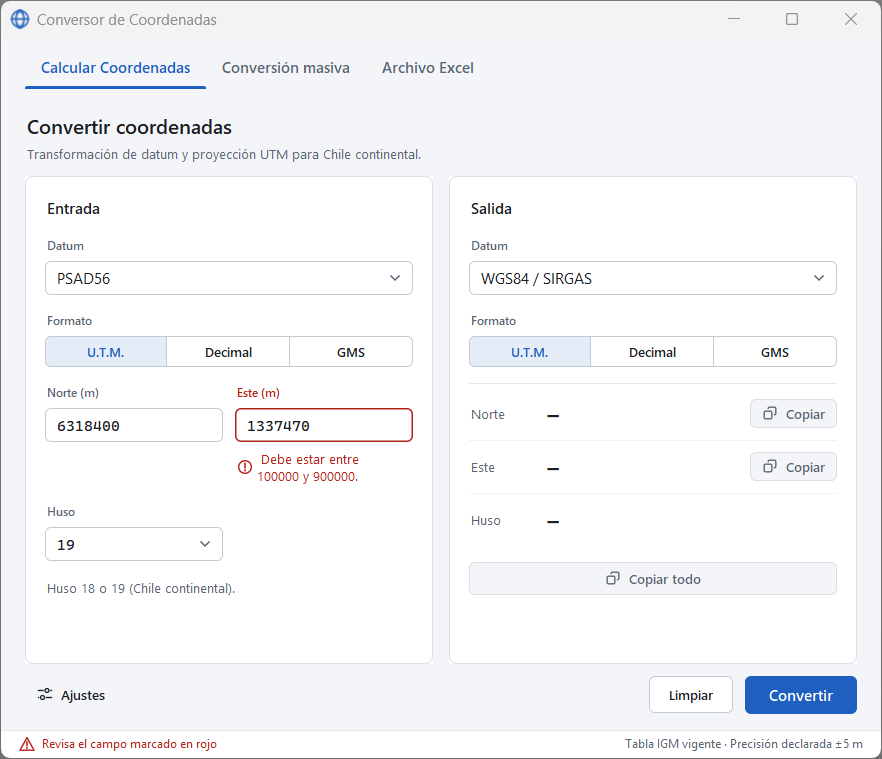 Conversor de Coordenadas
Calcular Coordenadas
Conversión masiva
Archivo Excel
Convertir coordenadas
Transformación de datum y proyección UTM para Chile continental.
Entrada
Datum
PSAD56
Formato
U.T.M.
Decimal
GMS
Norte (m)
Este (m)
6318400
1337470
Debe estar entre
100000 y 900000.
Huso
19
Huso 18 o 19 (Chile continental).
Salida
Datum
WGS84 / SIRGAS
Formato
U.T.M.
Decimal
GMS
Norte
–
Copiar
Este
–
Copiar
Huso
–
Copiar todo
Ajustes
Limpiar
Convertir
Revisa el campo marcado en rojo
Tabla IGM vigente · Precisión declarada ±5 m